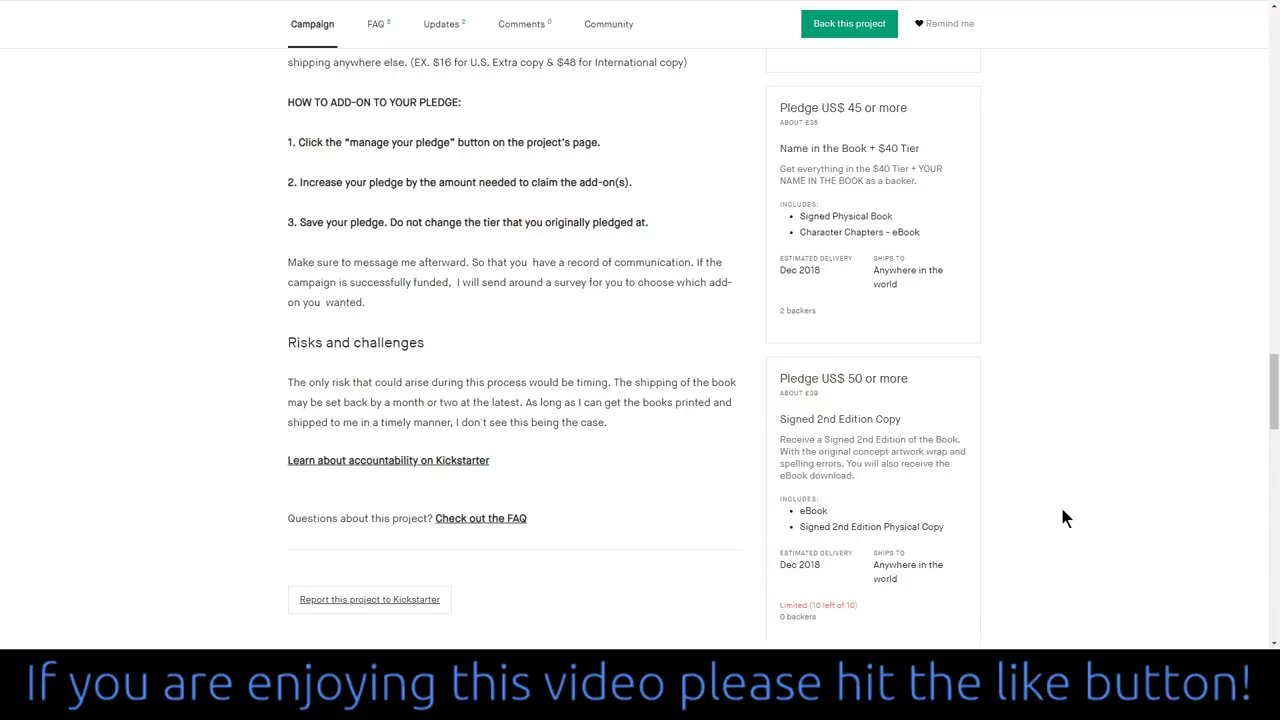 Campaign
FAQ 5
Updates 2
Comments 0
Community
Back this project
Remind me
shipping anywhere else. (EX. $16 for U.S. Extra copy & $48 for International copy)
HOW TO ADD-ON TO YOUR PLEDGE:
1. Click the “manage your pledge” button on the project’s page.
2. Increase your pledge by the amount needed to claim the add-on(s).
3. Save your pledge. Do not change the tier that you originally pledged at.
Make sure to message me afterward. So that you have a record of communication. If the
campaign is successfully funded, I will send around a survey for you to choose which add-
on you wanted.
Risks and challenges
The only risk that could arise during this process would be timing. The shipping of the book
may be set back by a month or two at the latest. As long as I can get the books printed and
shipped to me in a timely manner, I don't see this being the case.
Learn about accountability on Kickstarter
Questions about this project? Check out the FAQ
Report this project to Kickstarter
Pledge US$ 45 or more
ABOUT £35
Name in the Book + $40 Tier
Get everything in the $40 Tier + YOUR
NAME IN THE BOOK as a backer.
INCLUDES:
• Signed Physical Book
• Character Chapters - eBook
ESTIMATED DELIVERY
Dec 2018
SHIPS TO
Anywhere in the
world
2 backers
Pledge US$ 50 or more
ABOUT £39
Signed 2nd Edition Copy
Receive a Signed 2nd Edition of the Book.
With the original concept artwork wrap and
spelling errors. You will also receive the
eBook download.
INCLUDES:
• eBook
• Signed 2nd Edition Physical Copy
ESTIMATED DELIVERY
Dec 2018
SHIPS TO
Anywhere in the
world
Limited (10 left of 10)
0 backers
If you are enjoying this video please hit the like button!